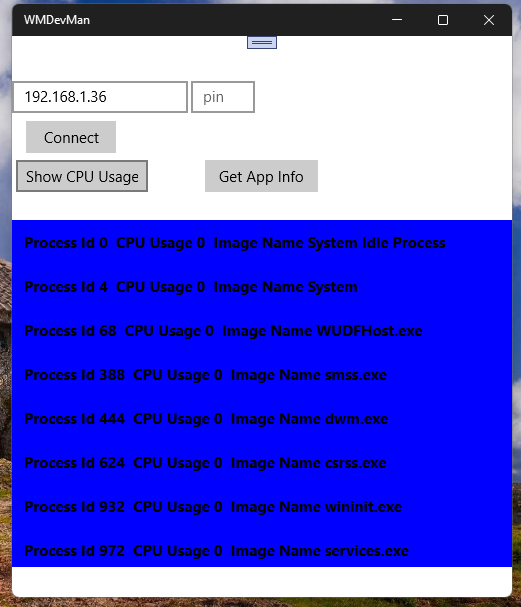 WMDevMan
192.168.1.36 pin
Connect
Show CPU Usage Get App Info
Process Id 0 CPU Usage 0 Image Name System Idle Process
Process Id 4 CPU Usage 0 Image Name System
Process Id 68 CPU Usage 0 Image Name WUDFHost.exe
Process Id 388 CPU Usage 0 Image Name smss.exe
Process Id 444 CPU Usage 0 Image Name dwm.exe
Process Id 624 CPU Usage 0 Image Name csrss.exe
Process Id 932 CPU Usage 0 Image Name wininit.exe
Process Id 972 CPU Usage 0 Image Name services.exe